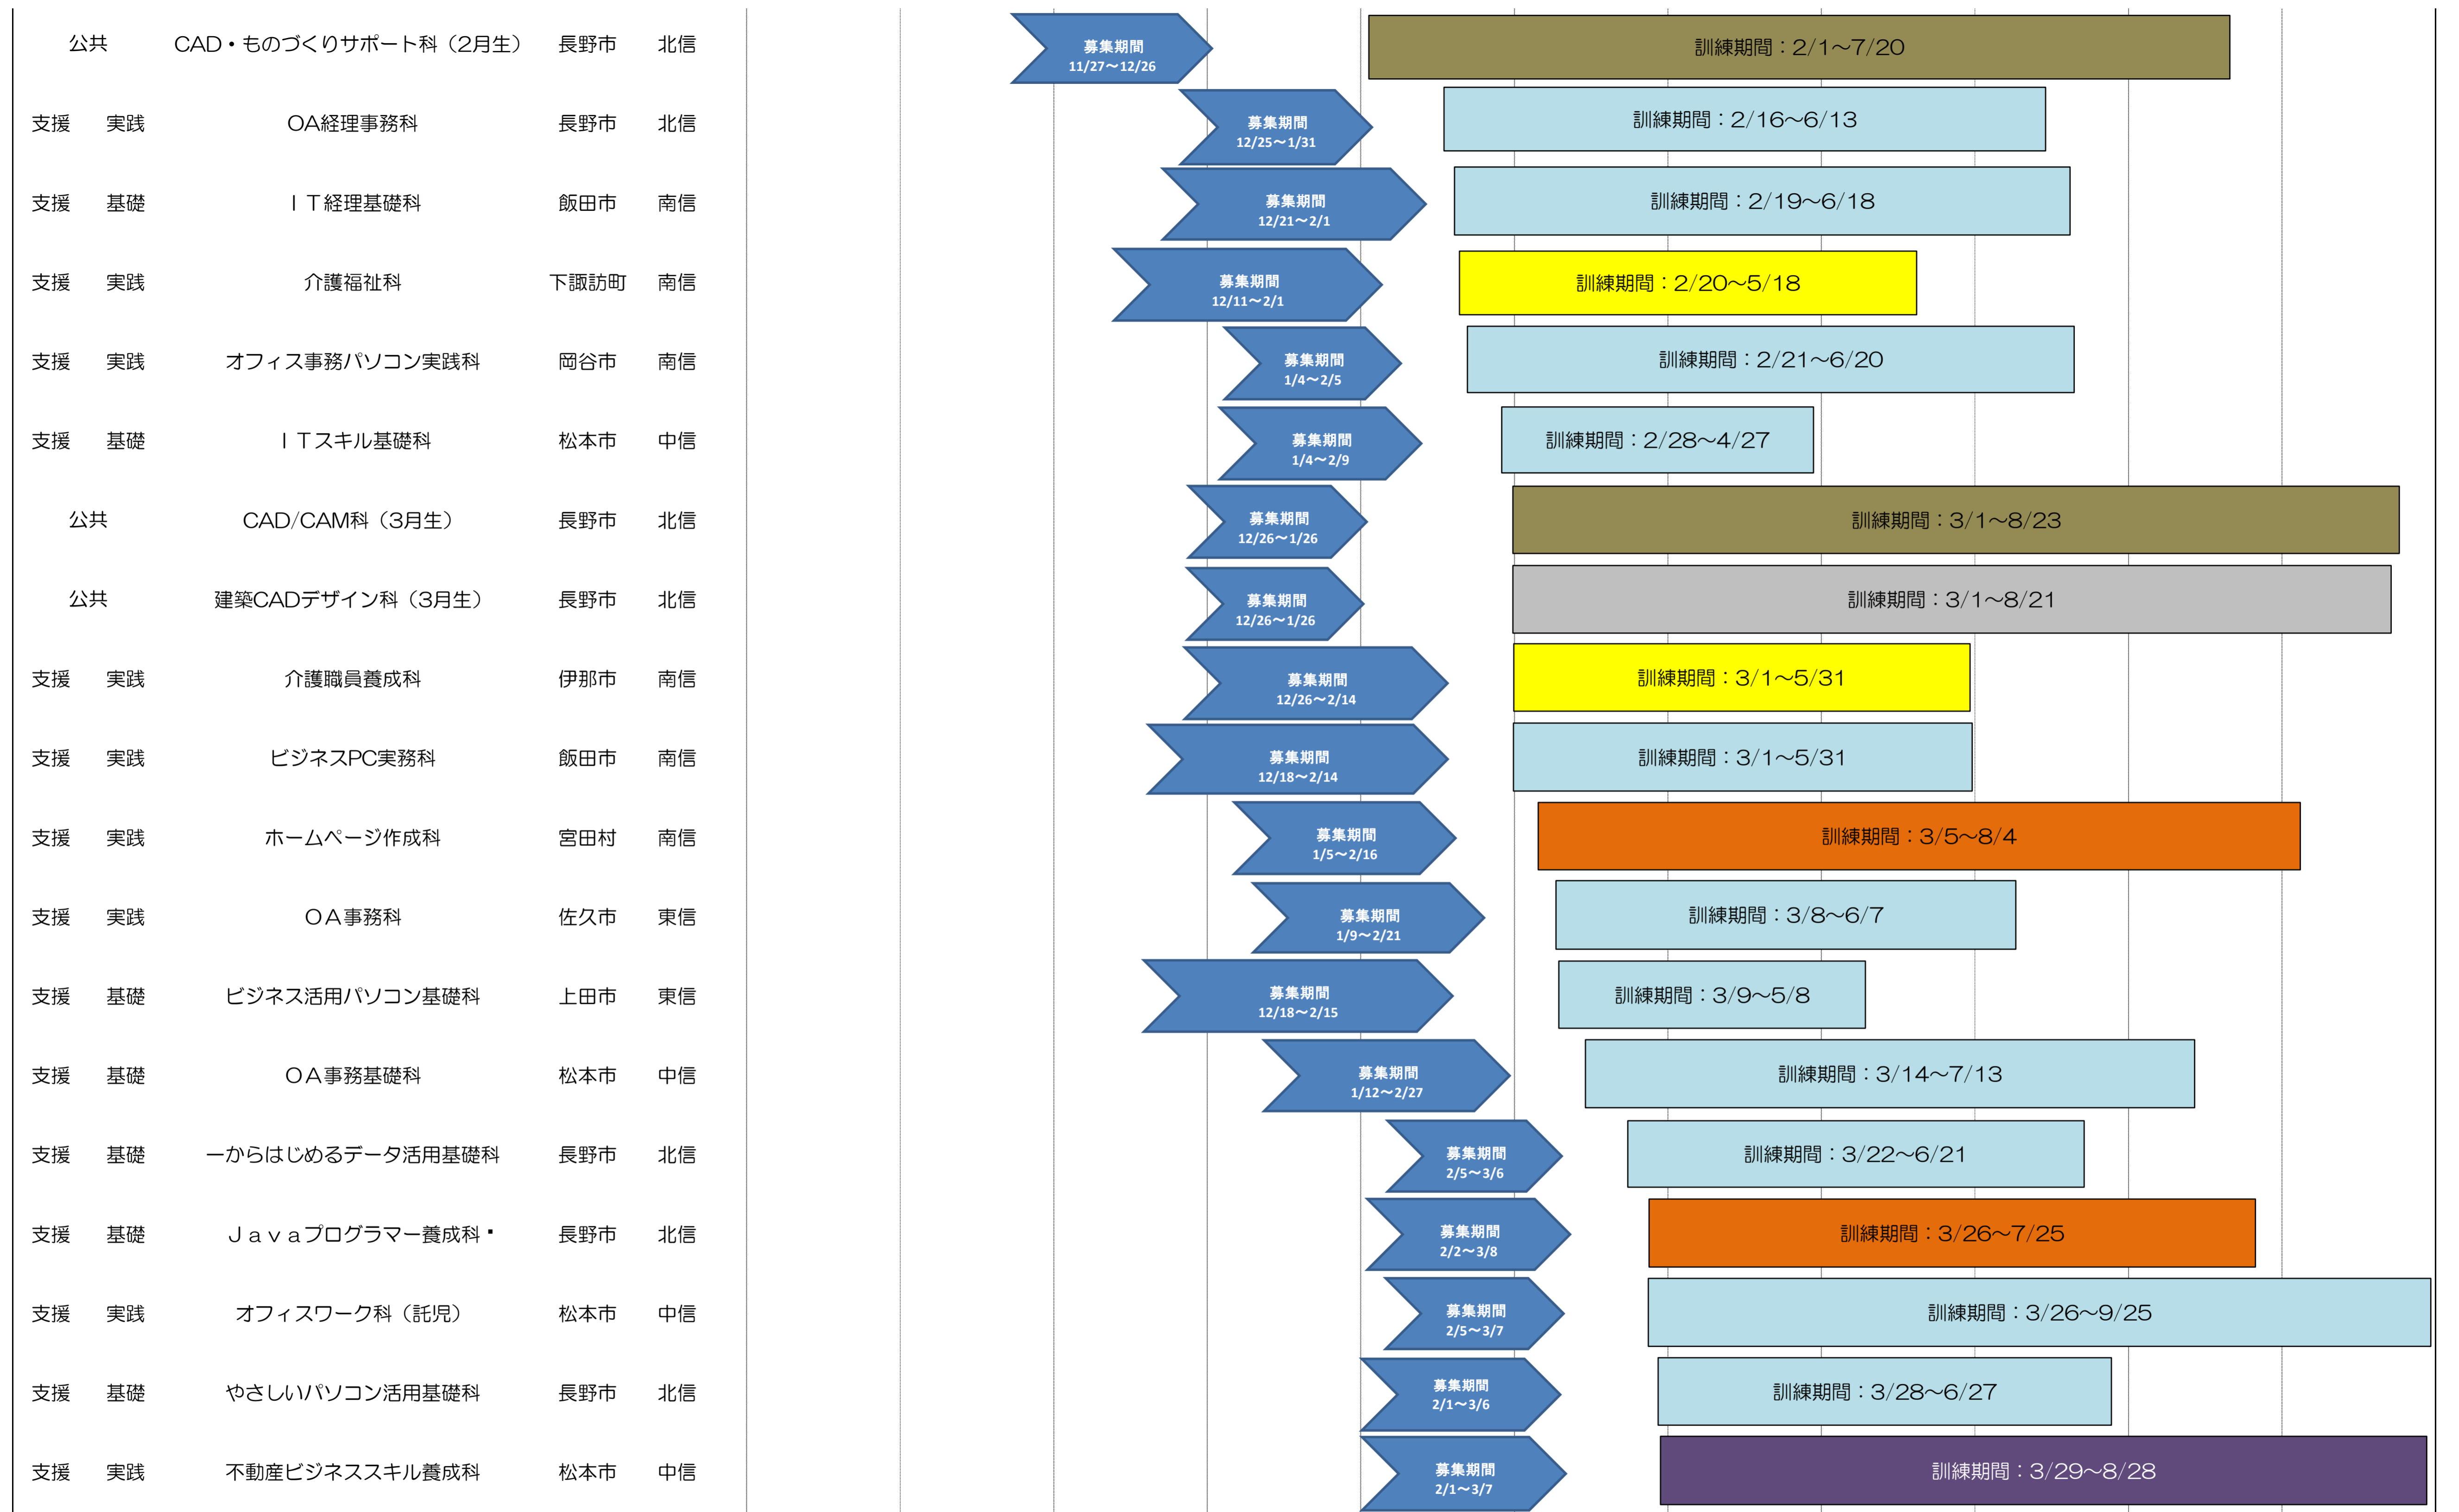 公共 CAD・ものづくりサポート科（2月生） 長野市 北信 募集期間 11/27～12/26 訓練期間：2/1～7/20
支援 実践 OA経理事務科 長野市 北信 募集期間 12/25～1/31 訓練期間：2/16～6/13
支援 基礎 ＩＴ経理基礎科 飯田市 南信 募集期間 12/21～2/1 訓練期間：2/19～6/18
支援 実践 介護福祉科 下諏訪町 南信 募集期間 12/11～2/1 訓練期間：2/20～5/18
支援 実践 オフィス事務パソコン実践科 岡谷市 南信 募集期間 1/4～2/5 訓練期間：2/21～6/20
支援 基礎 ＩＴスキル基礎科 松本市 中信 募集期間 1/4～2/9 訓練期間：2/28～4/27
公共 CAD/CAM科（3月生） 長野市 北信 募集期間 12/26～1/26 訓練期間：3/1～8/23
公共 建築CADデザイン科（3月生） 長野市 北信 募集期間 12/26～1/26 訓練期間：3/1～8/21
支援 実践 介護職員養成科 伊那市 南信 募集期間 12/26～2/14 訓練期間：3/1～5/31
支援 実践 ビジネスPC実務科 飯田市 南信 募集期間 12/18～2/14 訓練期間：3/1～5/31
支援 実践 ホームページ作成科 宮田村 南信 募集期間 1/5～2/16 訓練期間：3/5～8/4
支援 実践 ＯＡ事務科 佐久市 東信 募集期間 1/9～2/21 訓練期間：3/8～6/7
支援 基礎 ビジネス活用パソコン基礎科 上田市 東信 募集期間 12/18～2/15 訓練期間：3/9～5/8
支援 基礎 ＯＡ事務基礎科 松本市 中信 募集期間 1/12～2/27 訓練期間：3/14～7/13
支援 基礎 一からはじめるデータ活用基礎科 長野市 北信 募集期間 2/5～3/6 訓練期間：3/22～6/21
支援 基礎 Ｊａｖａプログラマー養成科･ 長野市 北信 募集期間 2/2～3/8 訓練期間：3/26～7/25
支援 実践 オフィスワーク科（託児） 松本市 中信 募集期間 2/5～3/7 訓練期間：3/26～9/25
支援 基礎 やさしいパソコン活用基礎科 長野市 北信 募集期間 2/1～3/6 訓練期間：3/28～6/27
支援 実践 不動産ビジネススキル養成科 松本市 中信 募集期間 2/1～3/7 訓練期間：3/29～8/28